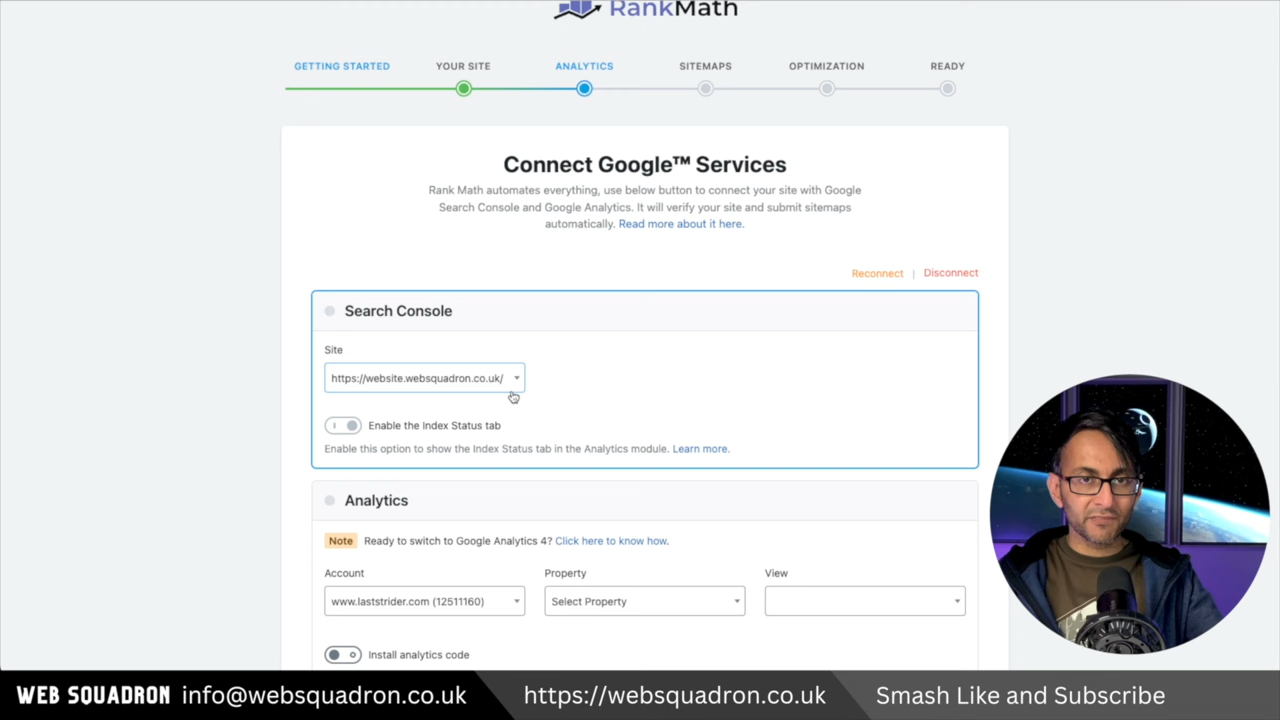 RankMath
GETTING STARTED
YOUR SITE
ANALYTICS
SITEMAPS
OPTIMIZATION
READY
Connect Google™ Services
Rank Math automates everything, use below button to connect your site with Google
Search Console and Google Analytics. It will verify your site and submit sitemaps
automatically. Read more about it here.
Reconnect | Disconnect
Search Console
Site
https://website.websquadron.co.uk/
Enable the Index Status tab
Enable this option to show the Index Status tab in the Analytics module. Learn more.
Analytics
Note Ready to switch to Google Analytics 4? Click here to know how.
Account
Property
View
www.laststrider.com (12511160)
Select Property
Install analytics code
WEB SQUADRON info@websquadron.co.uk
https://websquadron.co.uk
Smash Like and Subscribe